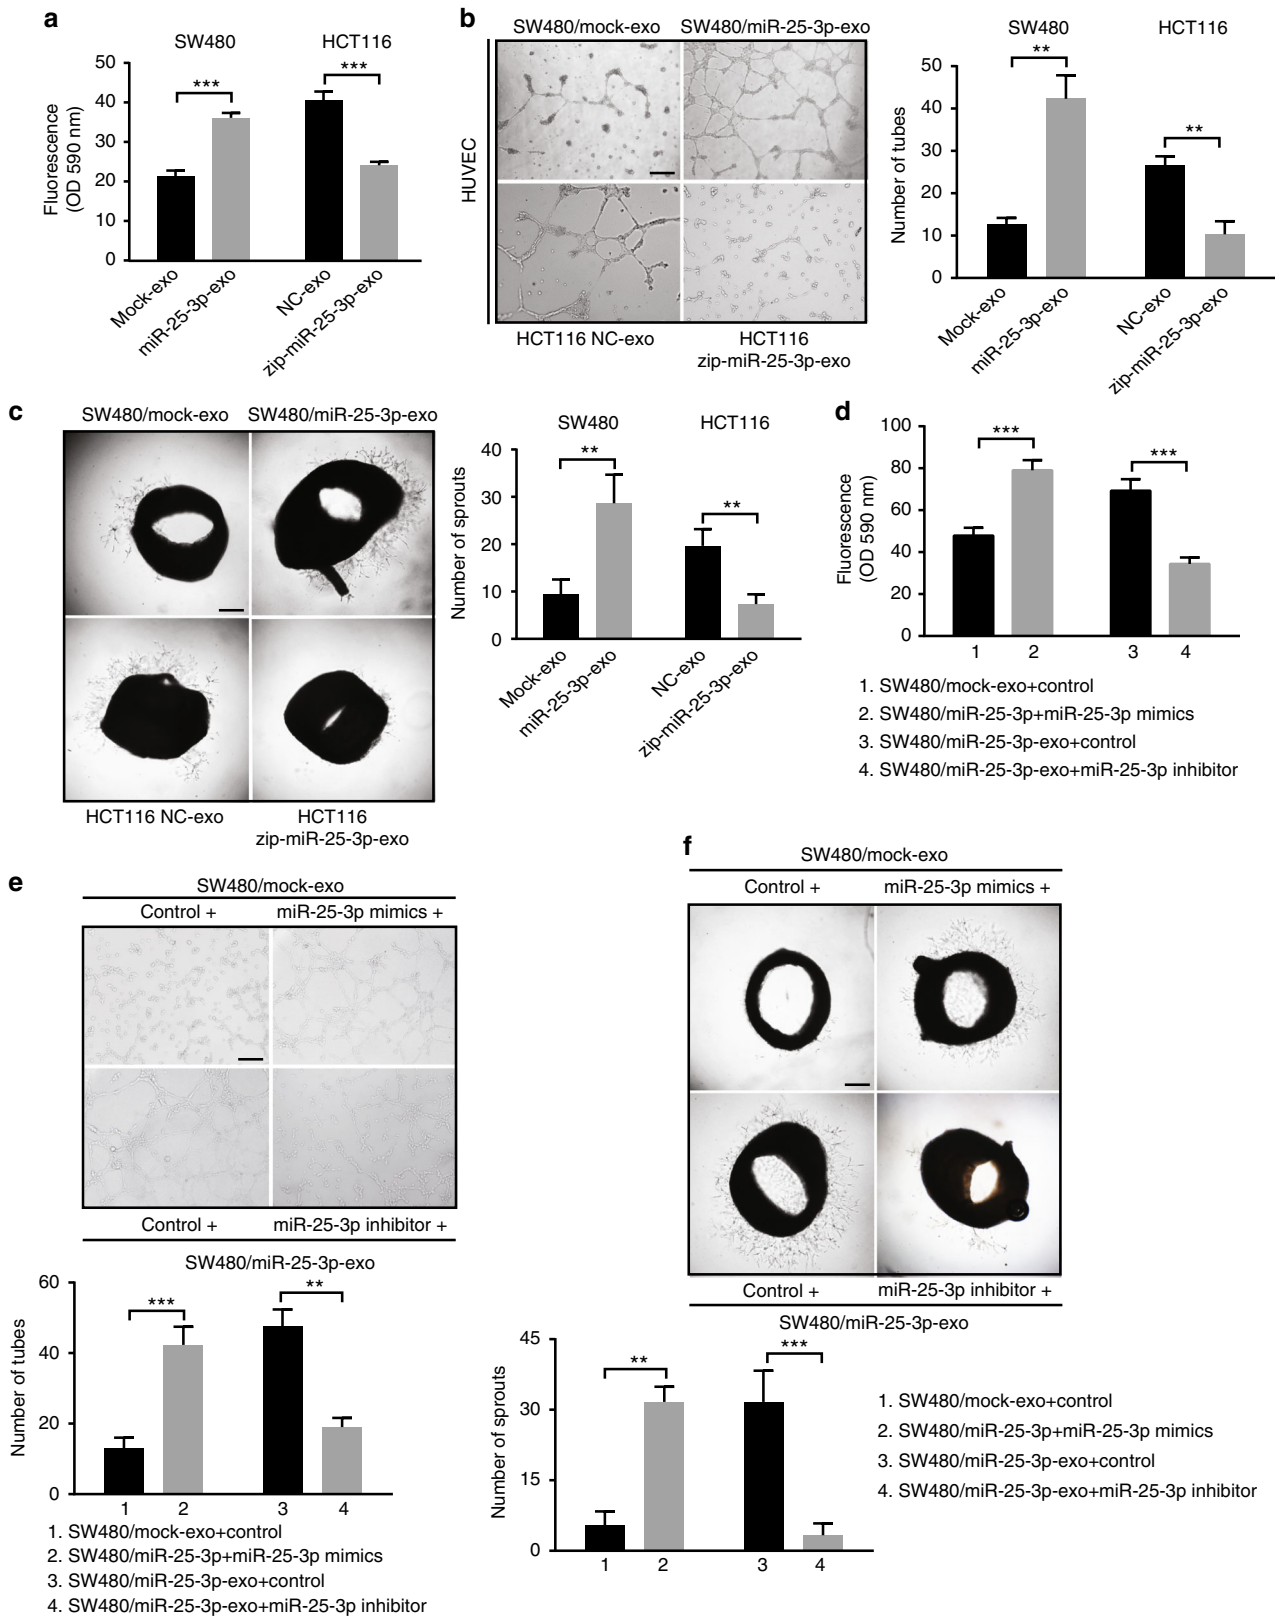 a
SW480
HCT116
Fluorescence
(OD 590 nm)
50
40
30
20
10
0
***
***
Mock-exo
miR-25-3p-exo
NC-exo
zip-miR-25-3p-exo
b
SW480/mock-exo
SW480/miR-25-3p-exo
HUVEC
HCT116 NC-exo
HCT116
zip-miR-25-3p-exo
SW480
HCT116
Number of tubes
50
40
30
20
10
0
**
**
Mock-exo
miR-25-3p-exo
NC-exo
zip-miR-25-3p-exo
c
SW480/mock-exo
SW480/miR-25-3p-exo
HCT116 NC-exo
HCT116
zip-miR-25-3p-exo
SW480
HCT116
Number of sprouts
40
30
20
10
0
**
**
Mock-exo
miR-25-3p-exo
NC-exo
zip-miR-25-3p-exo
d
Fluorescence
(OD 590 nm)
100
80
60
40
20
0
***
***
1
2
3
4
1. SW480/mock-exo+control
2. SW480/miR-25-3p+miR-25-3p mimics
3. SW480/miR-25-3p-exo+control
4. SW480/miR-25-3p-exo+miR-25-3p inhibitor
e
SW480/mock-exo
Control +
miR-25-3p mimics +
Control +
miR-25-3p inhibitor +
SW480/miR-25-3p-exo
Number of tubes
60
40
20
0
***
**
1
2
3
4
1. SW480/mock-exo+control
2. SW480/miR-25-3p+miR-25-3p mimics
3. SW480/miR-25-3p-exo+control
4. SW480/miR-25-3p-exo+miR-25-3p inhibitor
f
SW480/mock-exo
Control +
miR-25-3p mimics +
Control +
miR-25-3p inhibitor +
SW480/miR-25-3p-exo
Number of sprouts
45
30
15
0
**
***
1
2
3
4
1. SW480/mock-exo+control
2. SW480/miR-25-3p+miR-25-3p mimics
3. SW480/miR-25-3p-exo+control
4. SW480/miR-25-3p-exo+miR-25-3p inhibitor